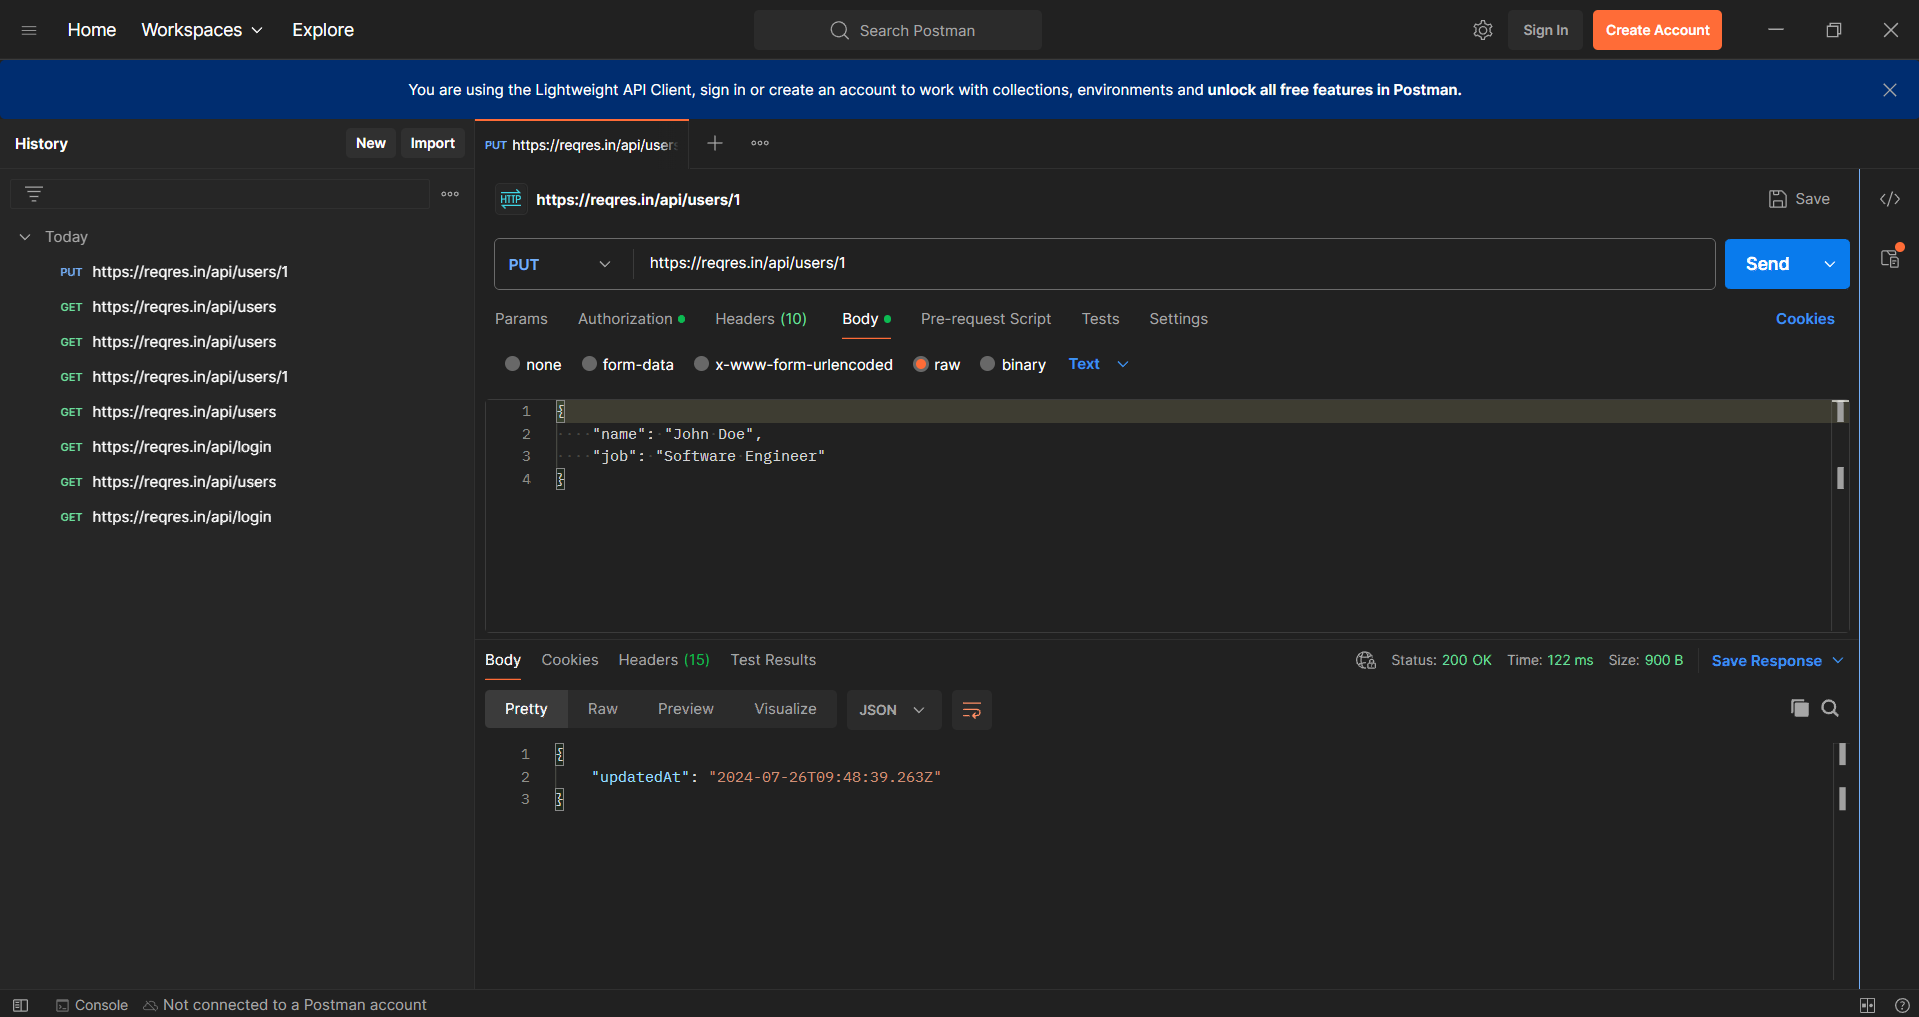 Home Workspaces Explore Search Postman Sign In Create Account
You are using the Lightweight API Client, sign in or create an account to work with collections, environments and unlock all free features in Postman.
History New Import
Today
PUT https://reqres.in/api/users/1
GET https://reqres.in/api/users
GET https://reqres.in/api/users
GET https://reqres.in/api/users/1
GET https://reqres.in/api/users
GET https://reqres.in/api/login
GET https://reqres.in/api/users
GET https://reqres.in/api/login
PUT https://reqres.in/api/users
HTTP https://reqres.in/api/users/1 Save
PUT https://reqres.in/api/users/1 Send
Params Authorization Headers (10) Body Pre-request Script Tests Settings Cookies
none form-data x-www-form-urlencoded raw binary Text
1 {
2 "name": "John Doe",
3 "job": "Software Engineer"
4 }
Body Cookies Headers (15) Test Results Status: 200 OK Time: 122 ms Size: 900 B Save Response
Pretty Raw Preview Visualize JSON
1 {
2 "updatedAt": "2024-07-26T09:48:39.263Z"
3 }
Console Not connected to a Postman account